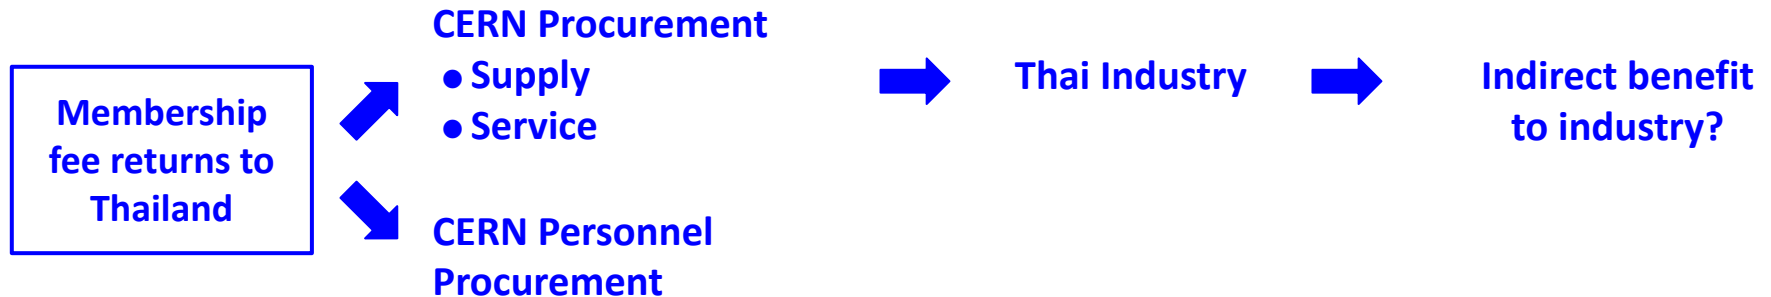 Membership
fee returns to
Thailand
CERN Procurement
● Supply
● Service
CERN Personnel
Procurement
Thai Industry
Indirect benefit
to industry?